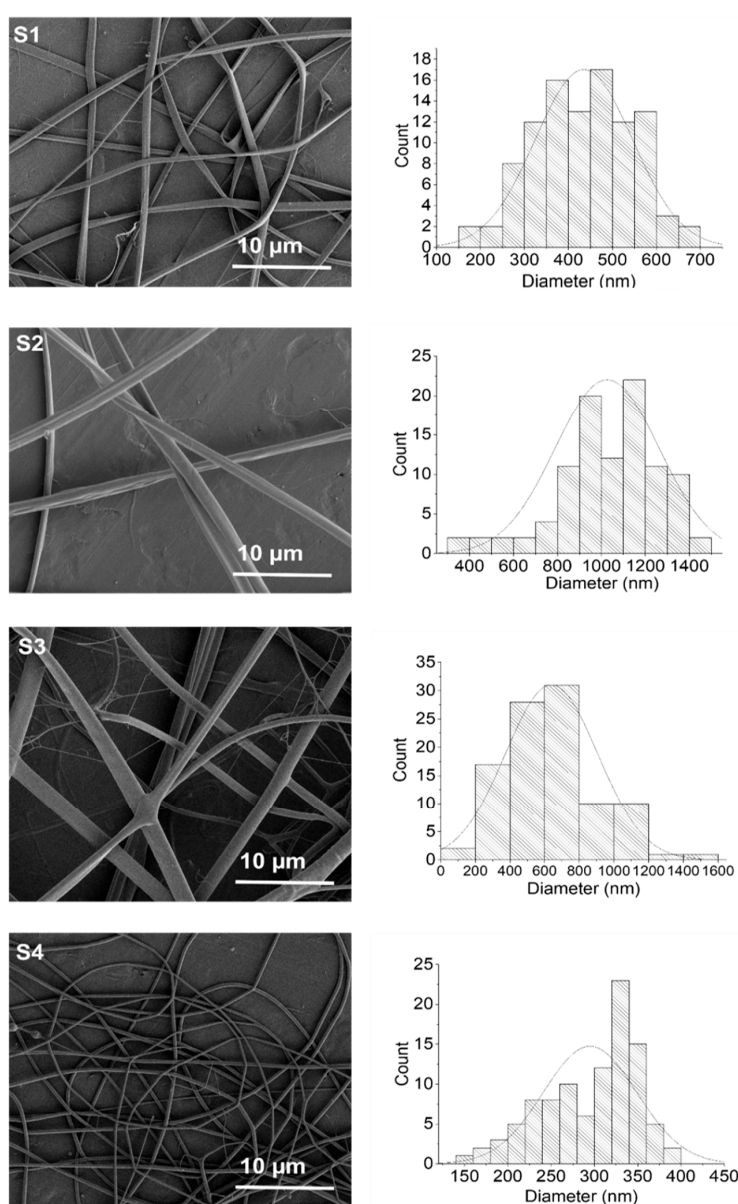 S1
10 µm
Count
18
16
14
12
10
8
6
4
2
0
100 200 300 400 500 600 700
Diameter (nm)
S2
10 µm
Count
25
20
15
10
5
0
400 600 800 1000 1200 1400
Diameter (nm)
S3
10 µm
Count
35
30
25
20
15
10
5
0
0 200 400 600 800 1000 1200 1400 1600
Diameter (nm)
S4
10 µm
Count
25
20
15
10
5
0
150 200 250 300 350 400 450
Diameter (nm)